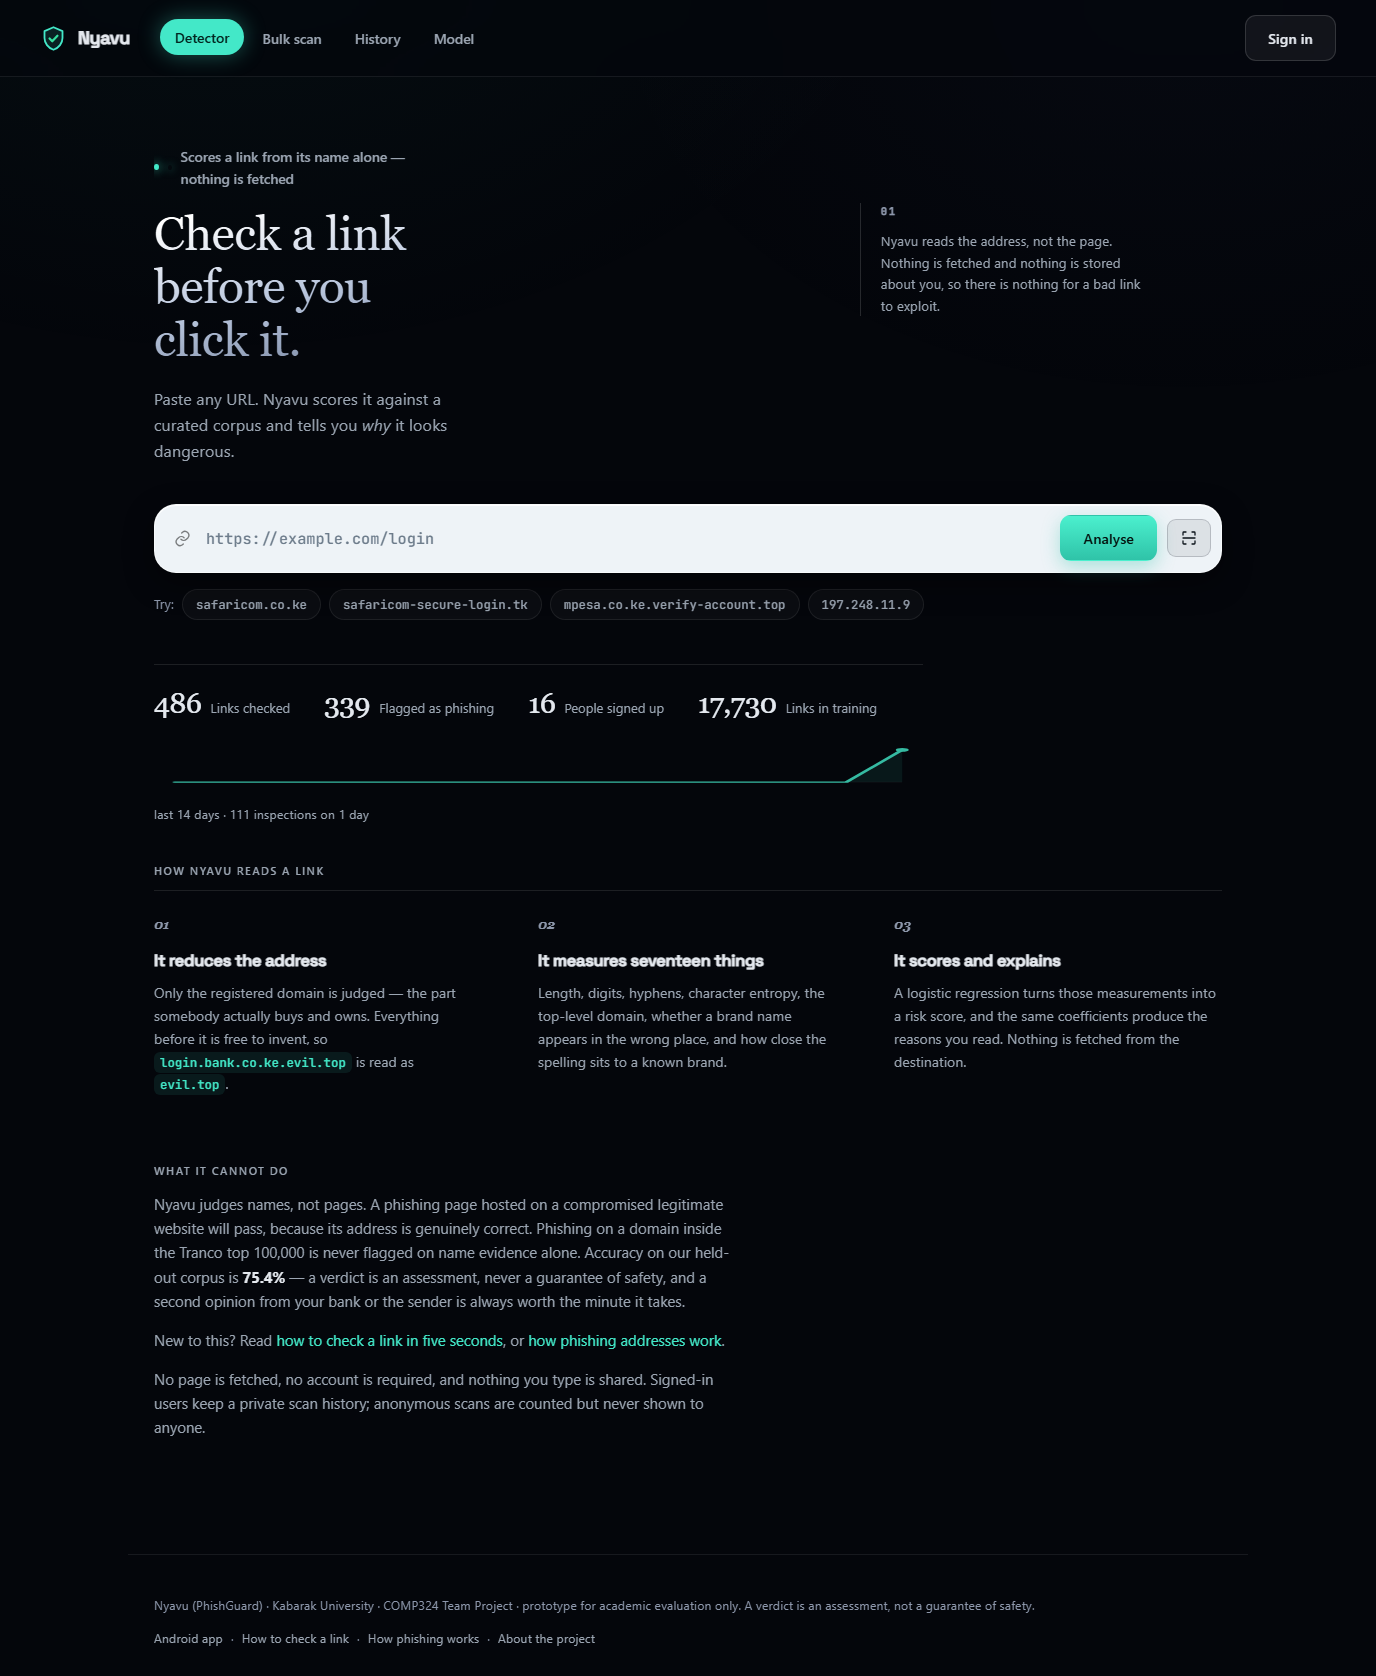 Nyavu
Detector
Bulk scan
History
Model
Sign in
Scores a link from its name alone —
nothing is fetched
Check a link
before you
click it.
Paste any URL. Nyavu scores it against a
curated corpus and tells you why it looks
dangerous.
01
Nyavu reads the address, not the page.
Nothing is fetched and nothing is stored
about you, so there is nothing for a bad link
to exploit.
https://example.com/login
Analyse
Try:
safaricom.co.ke
safaricom-secure-login.tk
mpesa.co.ke.verify-account.top
197.248.11.9
486 Links checked
339 Flagged as phishing
16 People signed up
17,730 Links in training
last 14 days · 111 inspections on 1 day
HOW NYAVU READS A LINK
01
It reduces the address
Only the registered domain is judged — the part
somebody actually buys and owns. Everything
before it is free to invent, so
login.bank.co.ke.evil.top is read as
evil.top.
02
It measures seventeen things
Length, digits, hyphens, character entropy, the
top-level domain, whether a brand name
appears in the wrong place, and how close the
spelling sits to a known brand.
03
It scores and explains
A logistic regression turns those measurements into
a risk score, and the same coefficients produce the
reasons you read. Nothing is fetched from the
destination.
WHAT IT CANNOT DO
Nyavu judges names, not pages. A phishing page hosted on a compromised legitimate
website will pass, because its address is genuinely correct. Phishing on a domain inside
the Tranco top 100,000 is never flagged on name evidence alone. Accuracy on our held-
out corpus is 75.4% — a verdict is an assessment, never a guarantee of safety, and a
second opinion from your bank or the sender is always worth the minute it takes.
New to this? Read how to check a link in five seconds, or how phishing addresses work.
No page is fetched, no account is required, and nothing you type is shared. Signed-in
users keep a private scan history; anonymous scans are counted but never shown to
anyone.
Nyavu (PhishGuard) · Kabarak University · COMP324 Team Project · prototype for academic evaluation only. A verdict is an assessment, not a guarantee of safety.
Android app · How to check a link · How phishing works · About the project